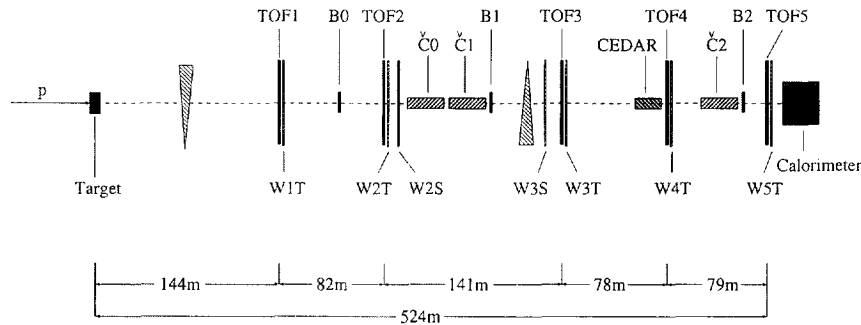 TOF1 B0 TOF2 B1 TOF3 TOF4 B2 TOF5
Č0 Č1 CEDAR Č2
p
Target W1T W2T W2S W3S W3T W4T W5T Calorimeter
144m 82m 141m 78m 79m
524m